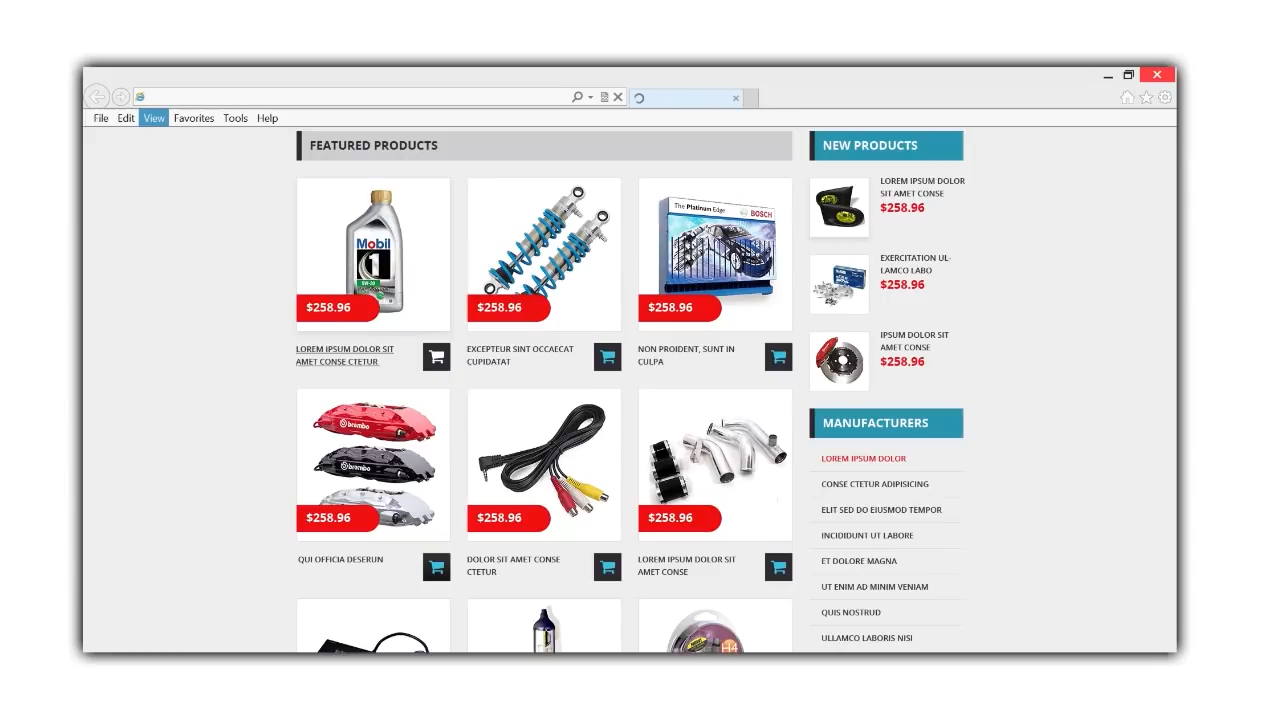 File Edit View Favorites Tools Help
FEATURED PRODUCTS
Mobil
1
5W-30
$258.96
LOREM IPSUM DOLOR SIT
AMET CONSE CTETUR
$258.96
EXCEPTEUR SINT OCCAECAT
CUPIDATAT
The Platinum Edge
BOSCH
$258.96
NON PROIDENT, SUNT IN
CULPA
brembo
brembo
$258.96
QUI OFFICIA DESERUN
$258.96
DOLOR SIT AMET CONSE
CTETUR
$258.96
LOREM IPSUM DOLOR SIT
AMET CONSE
H4
NEW PRODUCTS
LOREM IPSUM DOLOR
SIT AMET CONSE
$258.96
EXERCITATION UL-
LAMCO LABO
$258.96
IPSUM DOLOR SIT
AMET CONSE
$258.96
MANUFACTURERS
LOREM IPSUM DOLOR
CONSE CTETUR ADIPISICING
ELIT SED DO EIUSMOD TEMPOR
INCIDIDUNT UT LABORE
ET DOLORE MAGNA
UT ENIM AD MINIM VENIAM
QUIS NOSTRUD
ULLAMCO LABORIS NISI